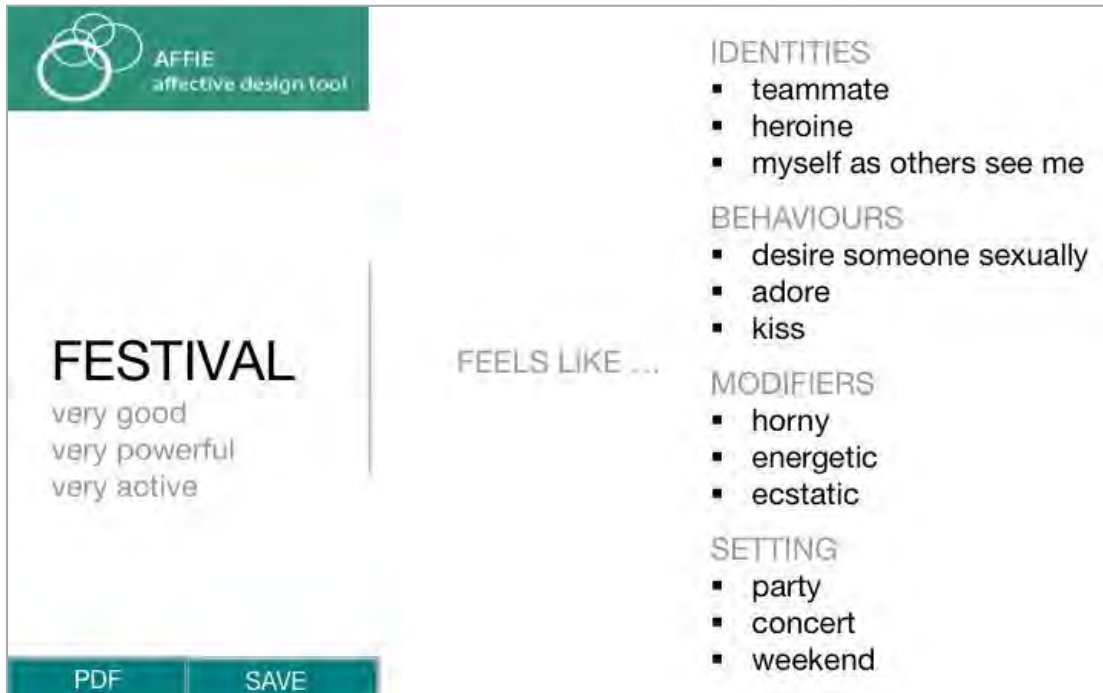 AFFIE
affective design tool
FESTIVAL
very good
very powerful
very active
FEELS LIKE ...
IDENTITIES
▪ teammate
▪ heroine
▪ myself as others see me
BEHAVIOURS
▪ desire someone sexually
▪ adore
▪ kiss
MODIFIERS
▪ horny
▪ energetic
▪ ecstatic
SETTING
▪ party
▪ concert
▪ weekend
PDF
SAVE